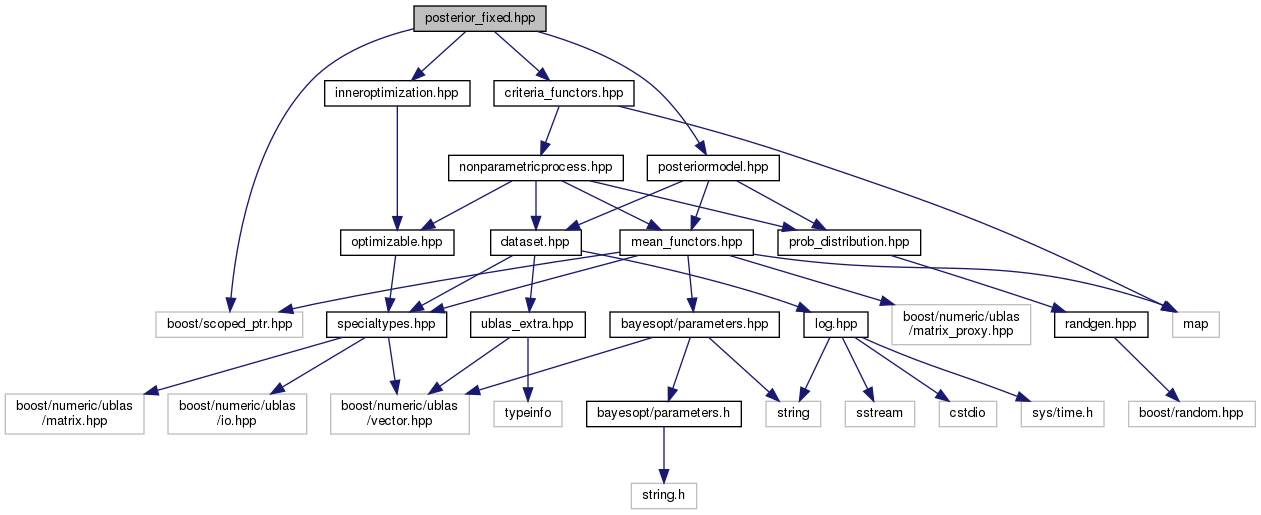 posterior_fixed.hpp
inneroptimization.hpp
criteria_functors.hpp
nonparametricprocess.hpp
posteriormodel.hpp
optimizable.hpp
dataset.hpp
mean_functors.hpp
prob_distribution.hpp
boost/scoped_ptr.hpp
specialtypes.hpp
ublas_extra.hpp
bayesopt/parameters.hpp
log.hpp
boost/numeric/ublas
/matrix_proxy.hpp
randgen.hpp
map
boost/numeric/ublas
/matrix.hpp
boost/numeric/ublas
/io.hpp
boost/numeric/ublas
/vector.hpp
typeinfo
bayesopt/parameters.h
string
sstream
cstdio
sys/time.h
boost/random.hpp
string.h